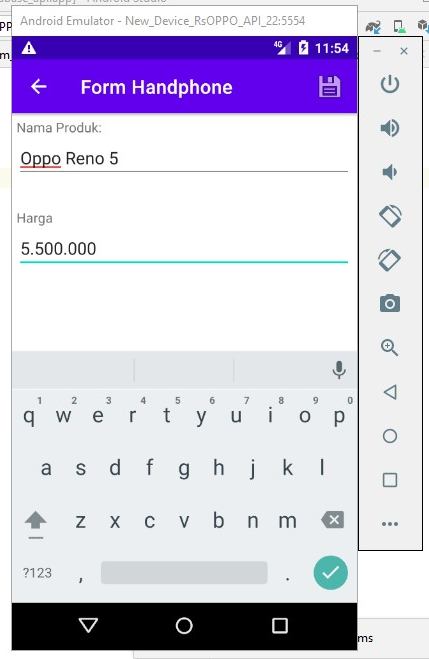 Android Emulator - New_Device_RsOPPO_API_22:5554
4G
11:54
Form Handphone
Nama Produk:
Oppo Reno 5
Harga
5.500.000
1 2 3 4 5 6 7 8 9 0
q w e r t y u i o p
a s d f g h j k l
z x c v b n m
?123 , .
ms